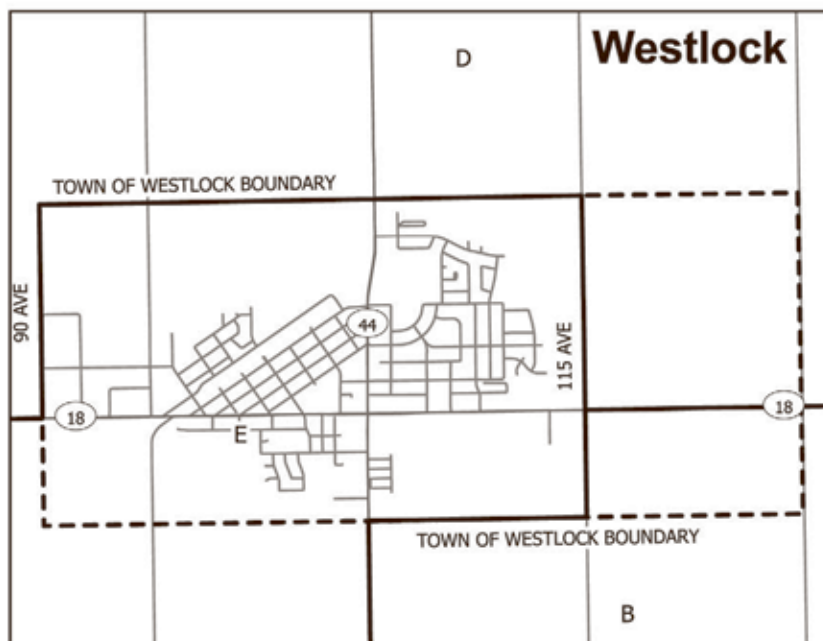 Westlock
D
TOWN OF WESTLOCK BOUNDARY
90 AVE
44
115 AVE
18
18
E
TOWN OF WESTLOCK BOUNDARY
B